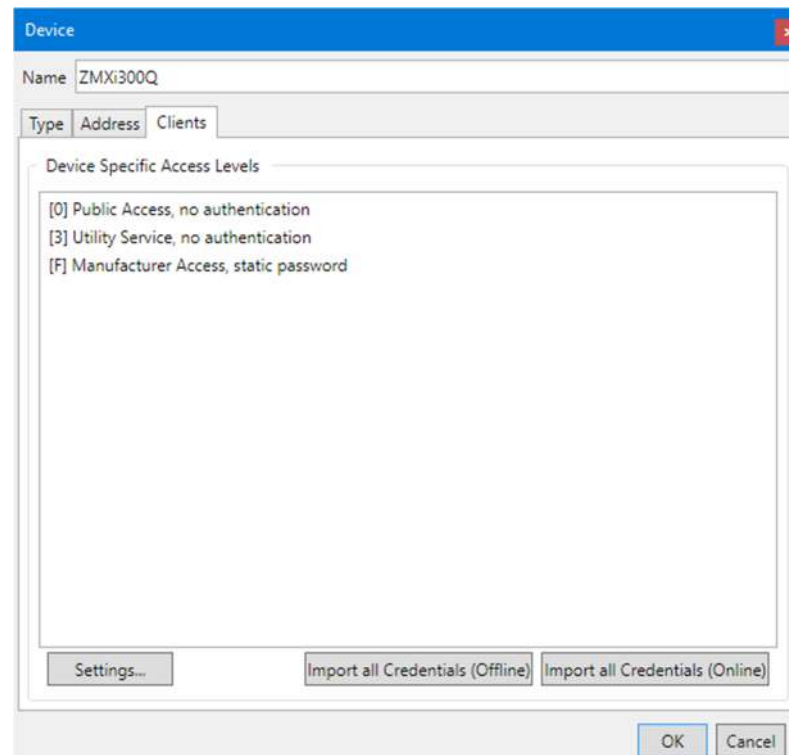 Device
Name ZMXi300Q
Type Address Clients
Device Specific Access Levels
[0] Public Access, no authentication
[3] Utility Service, no authentication
[F] Manufacturer Access, static password
Settings... Import all Credentials (Offline) Import all Credentials (Online)
OK Cancel